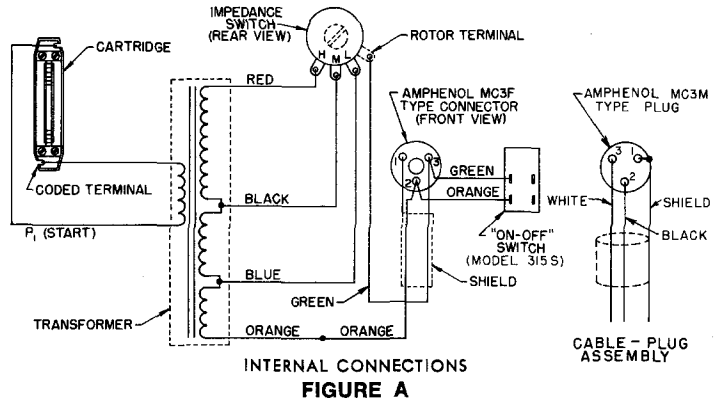 IMPEDANCE
SWITCH
(REAR VIEW)
CARTRIDGE
ROTOR TERMINAL
H M L
RED
AMPHENOL MC3F
TYPE CONNECTOR
(FRONT VIEW)
AMPHENOL MC3M
TYPE PLUG
1 3
2
3 1
2
GREEN
ORANGE
CODED TERMINAL
BLACK
WHITE
SHIELD
P1 (START)
"ON-OFF"
SWITCH
(MODEL 315S)
BLACK
BLUE
SHIELD
GREEN
TRANSFORMER
ORANGE
ORANGE
CABLE-PLUG
ASSEMBLY
INTERNAL CONNECTIONS
FIGURE A